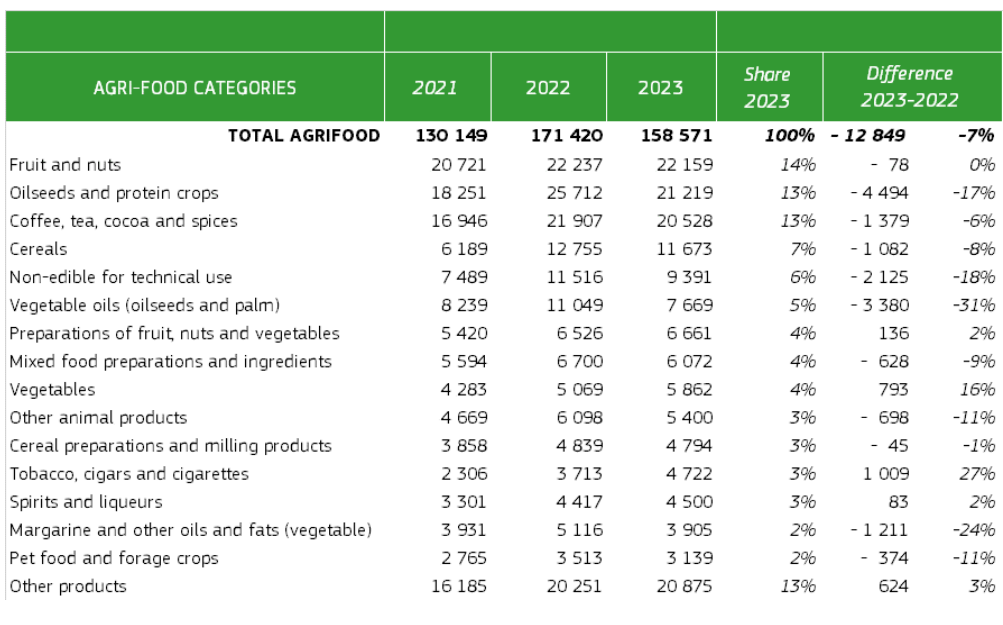 AGRI-FOOD CATEGORIES 2021 2022 2023 Share 2023 Difference 2023-2022
TOTAL AGRIFOOD 130 149 171 420 158 571 100% - 12 849 -7%
Fruit and nuts 20 721 22 237 22 159 14% - 78 0%
Oilseeds and protein crops 18 251 25 712 21 219 13% - 4 494 -17%
Coffee, tea, cocoa and spices 16 946 21 907 20 528 13% - 1 379 -6%
Cereals 6 189 12 755 11 673 7% - 1 082 -8%
Non-edible for technical use 7 489 11 516 9 391 6% - 2 125 -18%
Vegetable oils (oilseeds and palm) 8 239 11 049 7 669 5% - 3 380 -31%
Preparations of fruit, nuts and vegetables 5 420 6 526 6 661 4% 136 2%
Mixed food preparations and ingredients 5 594 6 700 6 072 4% - 628 -9%
Vegetables 4 283 5 069 5 862 4% 793 16%
Other animal products 4 669 6 098 5 400 3% - 698 -11%
Cereal preparations and milling products 3 858 4 839 4 794 3% - 45 -1%
Tobacco, cigars and cigarettes 2 306 3 713 4 722 3% 1 009 27%
Spirits and liqueurs 3 301 4 417 4 500 3% 83 2%
Margarine and other oils and fats (vegetable) 3 931 5 116 3 905 2% - 1 211 -24%
Pet food and forage crops 2 765 3 513 3 139 2% - 374 -11%
Other products 16 185 20 251 20 875 13% 624 3%